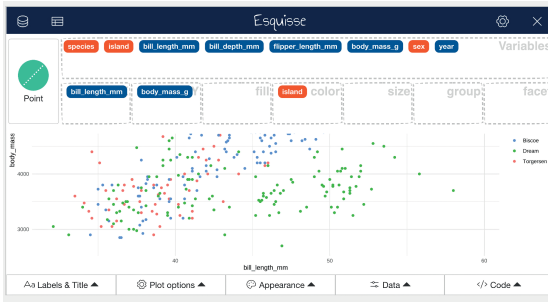 Esquisse
species island bill_length_mm bill_depth_mm flipper_length_mm body_mass_g sex year Variables
Point
bill_length_mm body_mass_g Y fill island color size group facet
body_mass
4000
3000
40 50 60
bill_length_mm
Biscoe
Dream
Torgersen
Aa Labels & Title Plot options Appearance Data </> Code